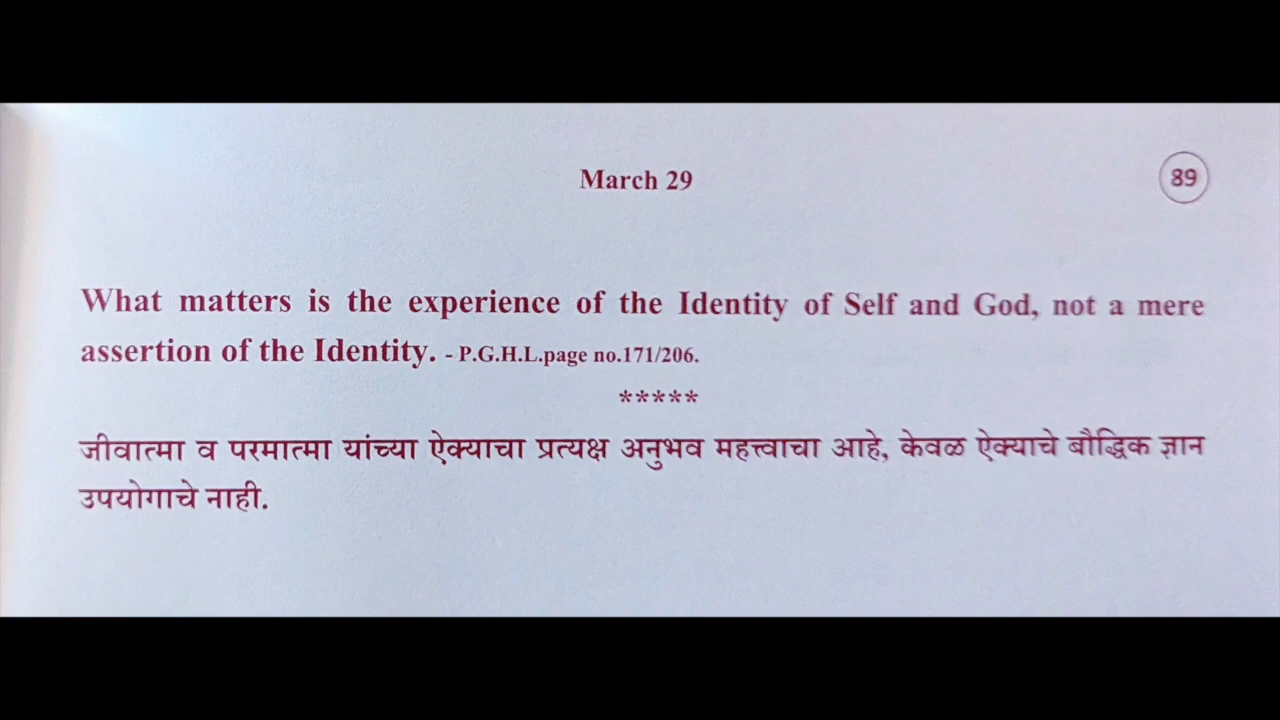 March 29
89
What matters is the experience of the Identity of Self and God, not a mere
assertion of the Identity. - P.G.H.L.page no.171/206.
*****
जीवात्मा व परमात्मा यांच्या ऐक्याचा प्रत्यक्ष अनुभव महत्त्वाचा आहे, केवळ ऐक्याचे बौद्धिक ज्ञान
उपयोगाचे नाही.